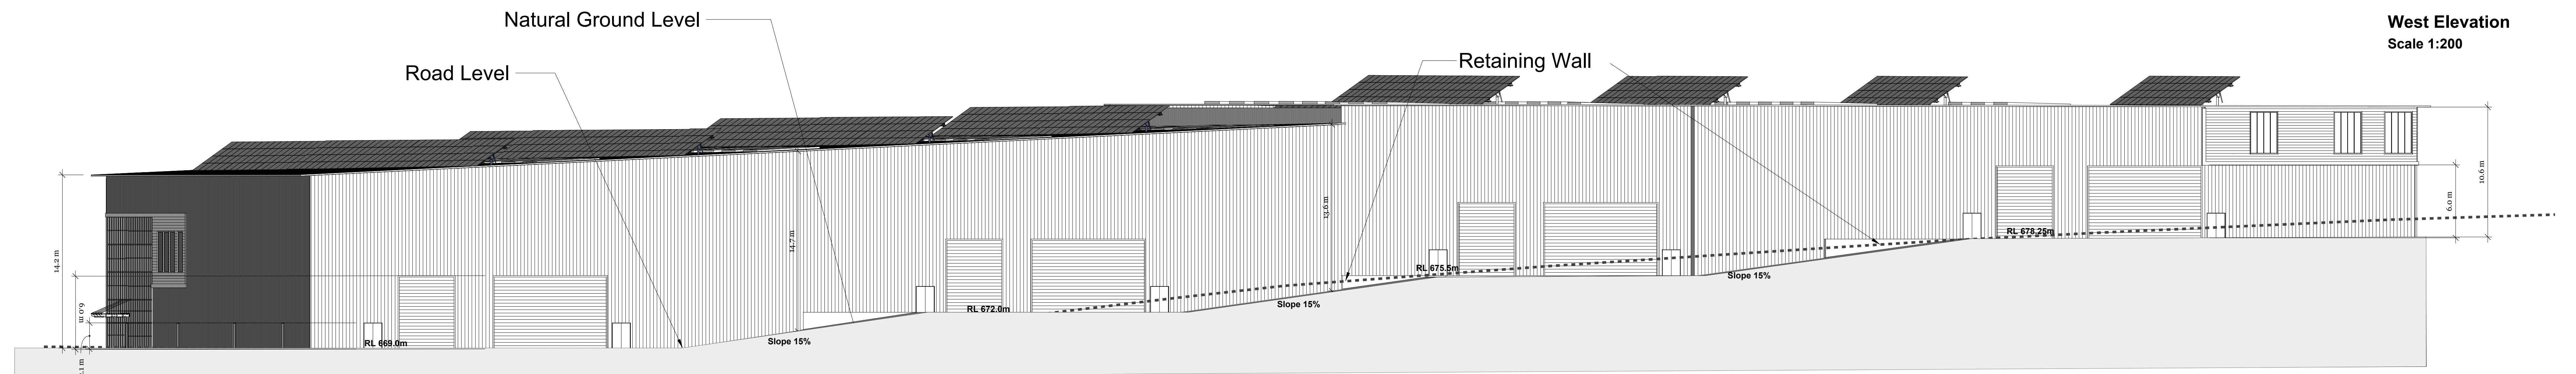 Natural Ground Level
West Elevation
Scale 1:200
Road Level
Retaining Wall
14.2 m
6.0 m
14.7 m
13.6 m
6.0 m
10.6 m
RL 669.0m
Slope 15%
RL 672.0m
Slope 15%
RL 675.5m
Slope 15%
RL 678.25m